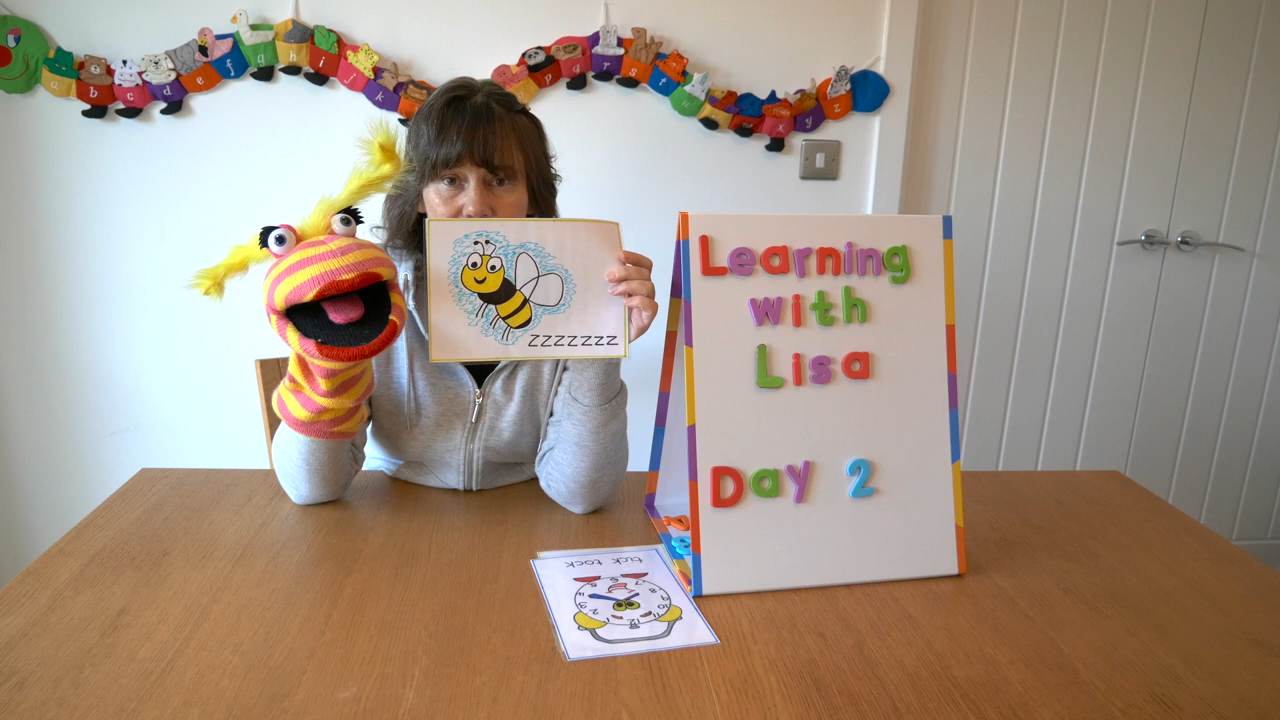 a b c d e f g h i j k p q r s t w x y z
zzzzzzz
Learning
with
Lisa
Day 2
tick tock